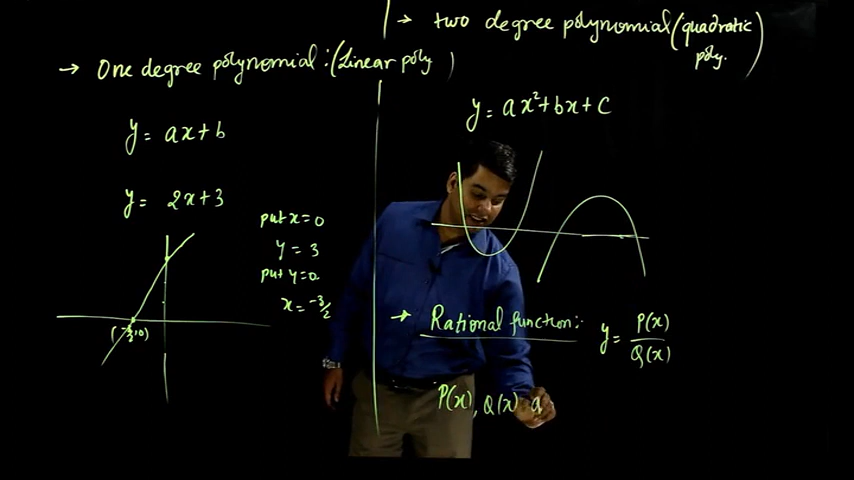 → One degree polynomial : (Linear poly)
y = ax + b
y = 2x + 3
put x = 0
y = 3
put y = 0
x = -3/2
(-3/2, 0)
→ two degree polynomial (quadratic
poly.)
y = ax² + bx + c
→ Rational function :- y = P(x)/Q(x)
P(x), Q(x) a